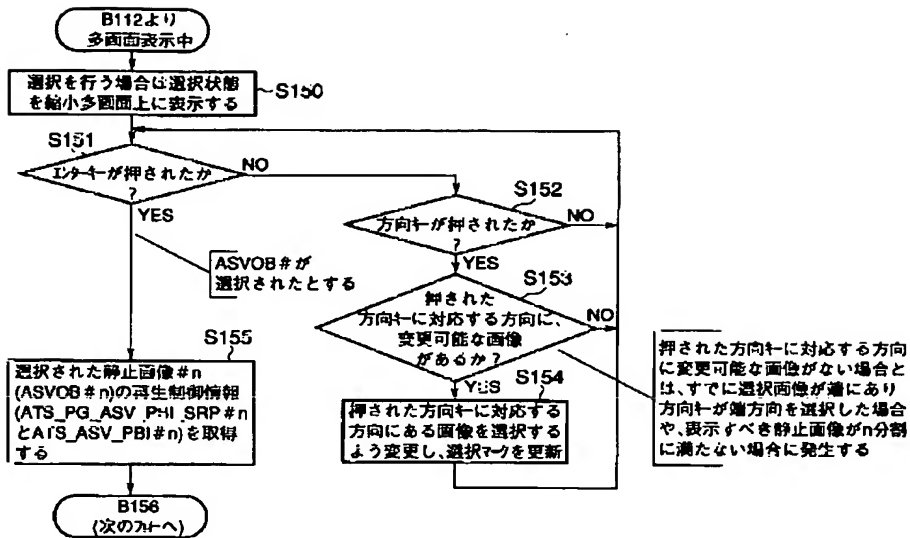 B112より
多画面表示中
選択を行う場合は選択状態
を縮小多画面上に表示する
S150
S151
エンターキーが押されたか
?
NO
YES
ASVOB#が
選択されたとする
S152
方向キーが押されたか
?
NO
YES
S153
押された
方向キーに対応する方向に、
変更可能な画像
があるか?
NO
YES
S154
押された方向キーに対応する
方向にある画像を選択する
よう変更し、選択マークを更新
押された方向キーに対応する方向
に変更可能な画像がない場合と
は、すでに選択画像が端にあり
方向キーが端方向を選択した場合
や、表示すべき静止画像がn分割
に満たない場合に発生する
S155
選択された静止画像#n
(ASVOB#n)の再生制御情報
(ATS_PG_ASV_PBI_SRP#n
とATS_ASV_PBI#n)を取得
する
B156
(次のフローへ)